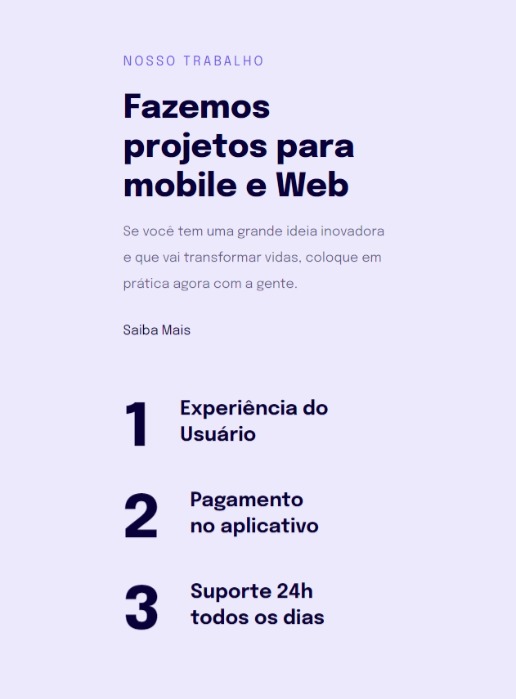 NOSSO TRABALHO
Fazemos
projetos para
mobile e Web
Se você tem uma grande ideia inovadora
e que vai transformar vidas, coloque em
prática agora com a gente.
Saiba Mais
1 Experiência do
Usuário
2 Pagamento
no aplicativo
3 Suporte 24h
todos os dias